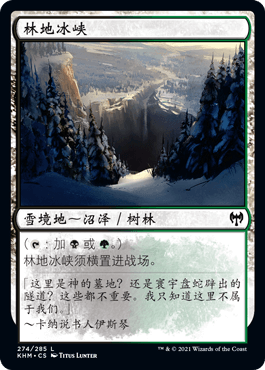 林地冰峡
雪境地～沼泽／树林
(：加或。)
林地冰峡须横置进战场。
「这里是神的墓地？还是寰宇盘蛇辟出的
隧道？这些都不重要。我只知道这里不属
于我们。」
～卡纳说书人伊斯琴
274/285 L
KHM • CS Titus Lunter
™ & © 2021 Wizards of the Coast